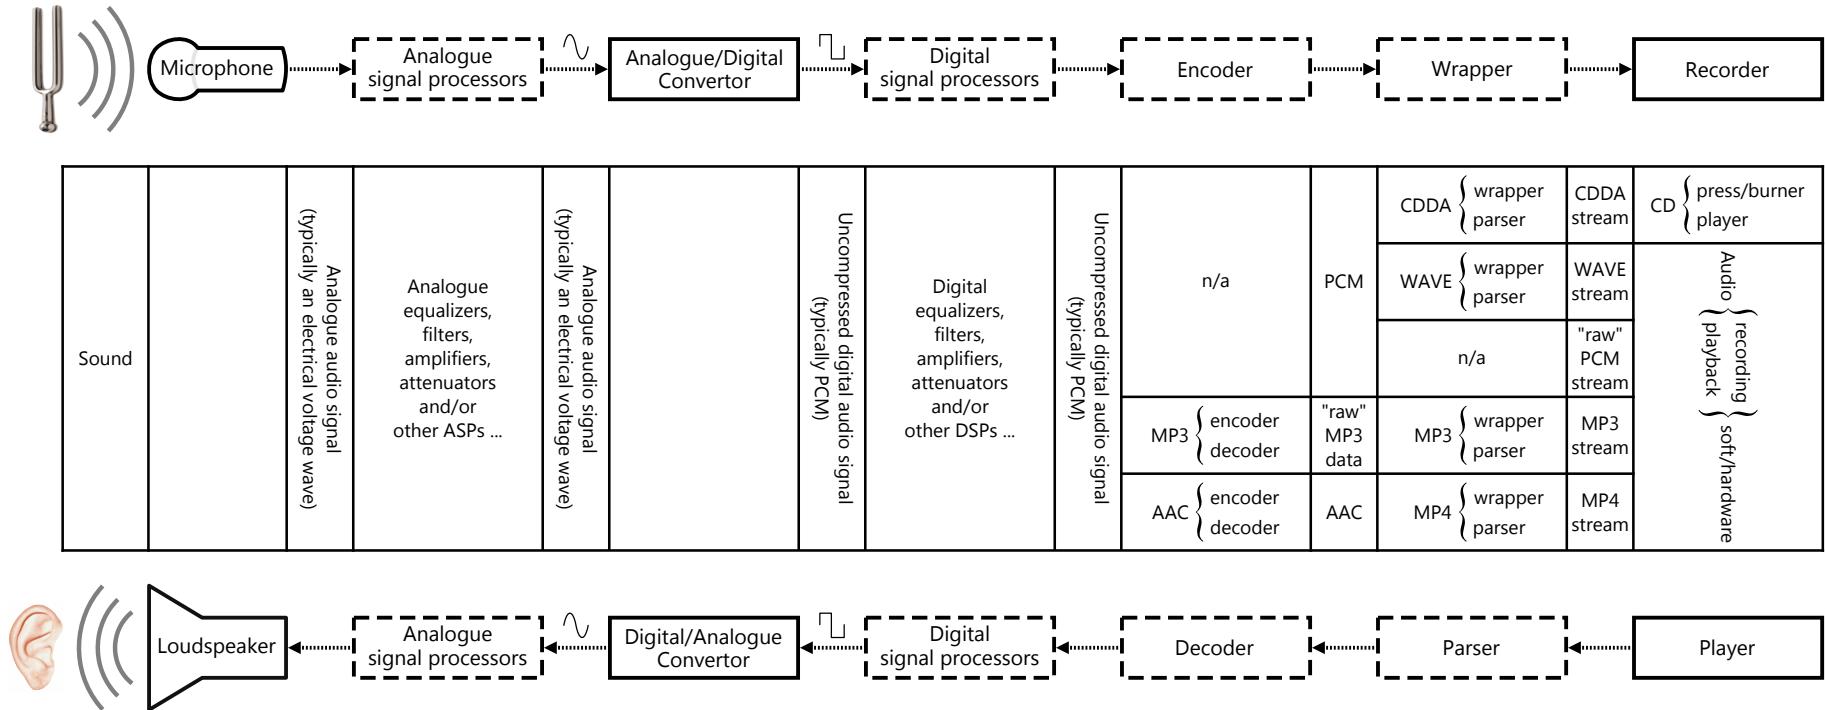 Microphone
Analogue
signal processors
Analogue/Digital
Convertor
Digital
signal processors
Encoder
Wrapper
Recorder
Sound
Analogue audio signal
(typically an electrical voltage wave)
Analogue
equalizers,
filters,
amplifiers,
attenuators
and/or
other ASPs ...
Analogue audio signal
(typically an electrical voltage wave)
Uncompressed digital audio signal
(typically PCM)
Digital
equalizers,
filters,
amplifiers,
attenuators
and/or
other DSPs ...
Uncompressed digital audio signal
(typically PCM)
n/a
MP3 { encoder
decoder
AAC { encoder
decoder
PCM
"raw"
MP3
data
AAC
CDDA { wrapper
parser
WAVE { wrapper
parser
n/a
MP3 { wrapper
parser
MP4 { wrapper
parser
CDDA
stream
WAVE
stream
"raw"
PCM
stream
MP3
stream
MP4
stream
CD { press/burner
player
Audio { recording
playback } soft/hardware
Loudspeaker
Analogue
signal processors
Digital/Analogue
Convertor
Digital
signal processors
Decoder
Parser
Player